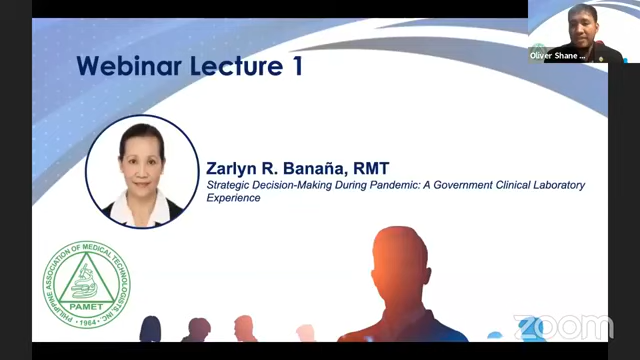 Oliver Shane ...
Webinar Lecture 1
Zarlyn R. Banaña, RMT
Strategic Decision-Making During Pandemic: A Government Clinical Laboratory
Experience
PHILIPPINE ASSOCIATION OF MEDICAL TECHNOLOGISTS, INC.
PAMET
• 1964 •
zoom